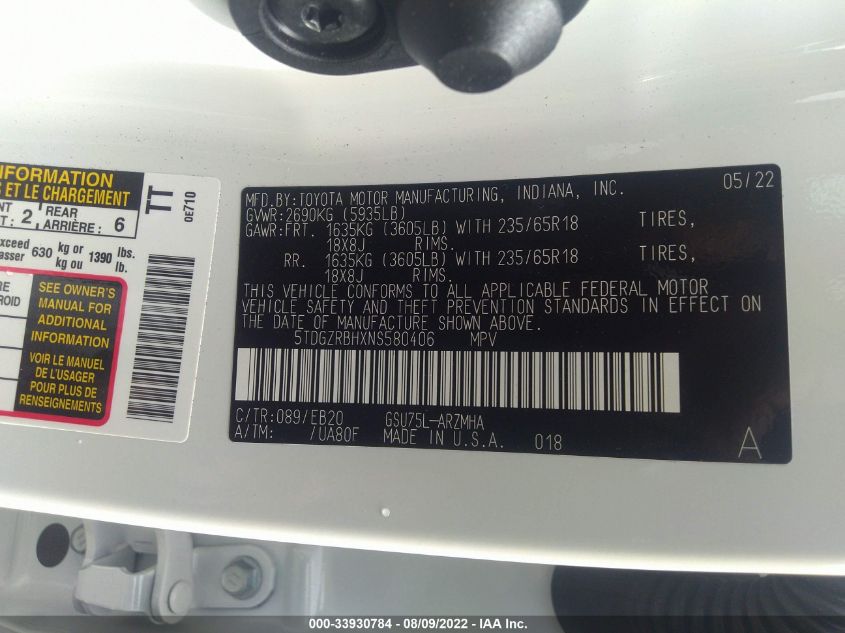 INFORMATION
S ET LE CHARGEMENT
2 REAR
ARRIÈRE: 6
630 kg or 1390 lbs.
kg ou lb.
SEE OWNER'S
MANUAL FOR
ADDITIONAL
INFORMATION
VOIR LE MANUEL
DE L'USAGER
POUR PLUS DE
RENSEIGNEMENTS
TT
0E710
MFD.BY:TOYOTA MOTOR MANUFACTURING, INDIANA, INC. 05/22
GVWR:2690KG (5935LB)
GAWR:FRT. 1635KG (3605LB) WITH 235/65R18 TIRES,
18X8J RIMS.
RR. 1635KG (3605LB) WITH 235/65R18 TIRES,
18X8J RIMS.
THIS VEHICLE CONFORMS TO ALL APPLICABLE FEDERAL MOTOR
VEHICLE SAFETY AND THEFT PREVENTION STANDARDS IN EFFECT ON
THE DATE OF MANUFACTURE SHOWN ABOVE.
5TDGZRBHXNS580406 MPV
C/TR:089/EB20 GSU75L-ARZMHA
A/TM: /UA80F MADE IN U.S.A. 018 A
000-33930784 - 08/09/2022 - IAA Inc.